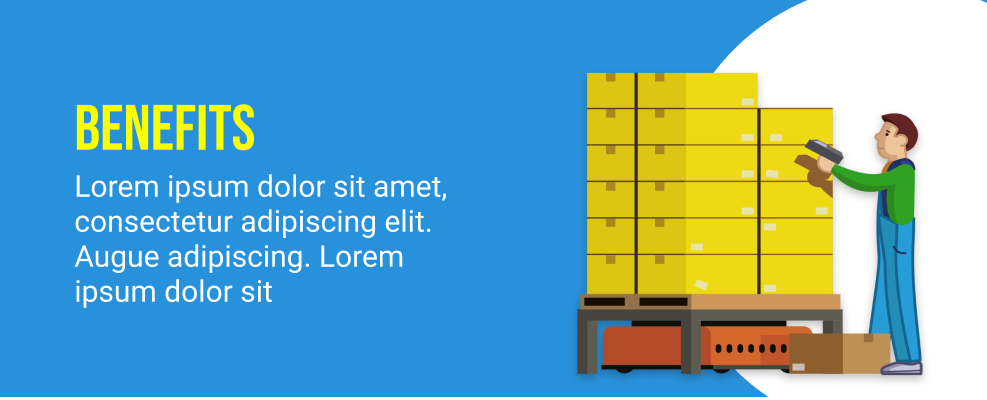 BENEFITS
Lorem ipsum dolor sit amet,
consectetur adipiscing elit.
Augue adipiscing. Lorem
ipsum dolor sit